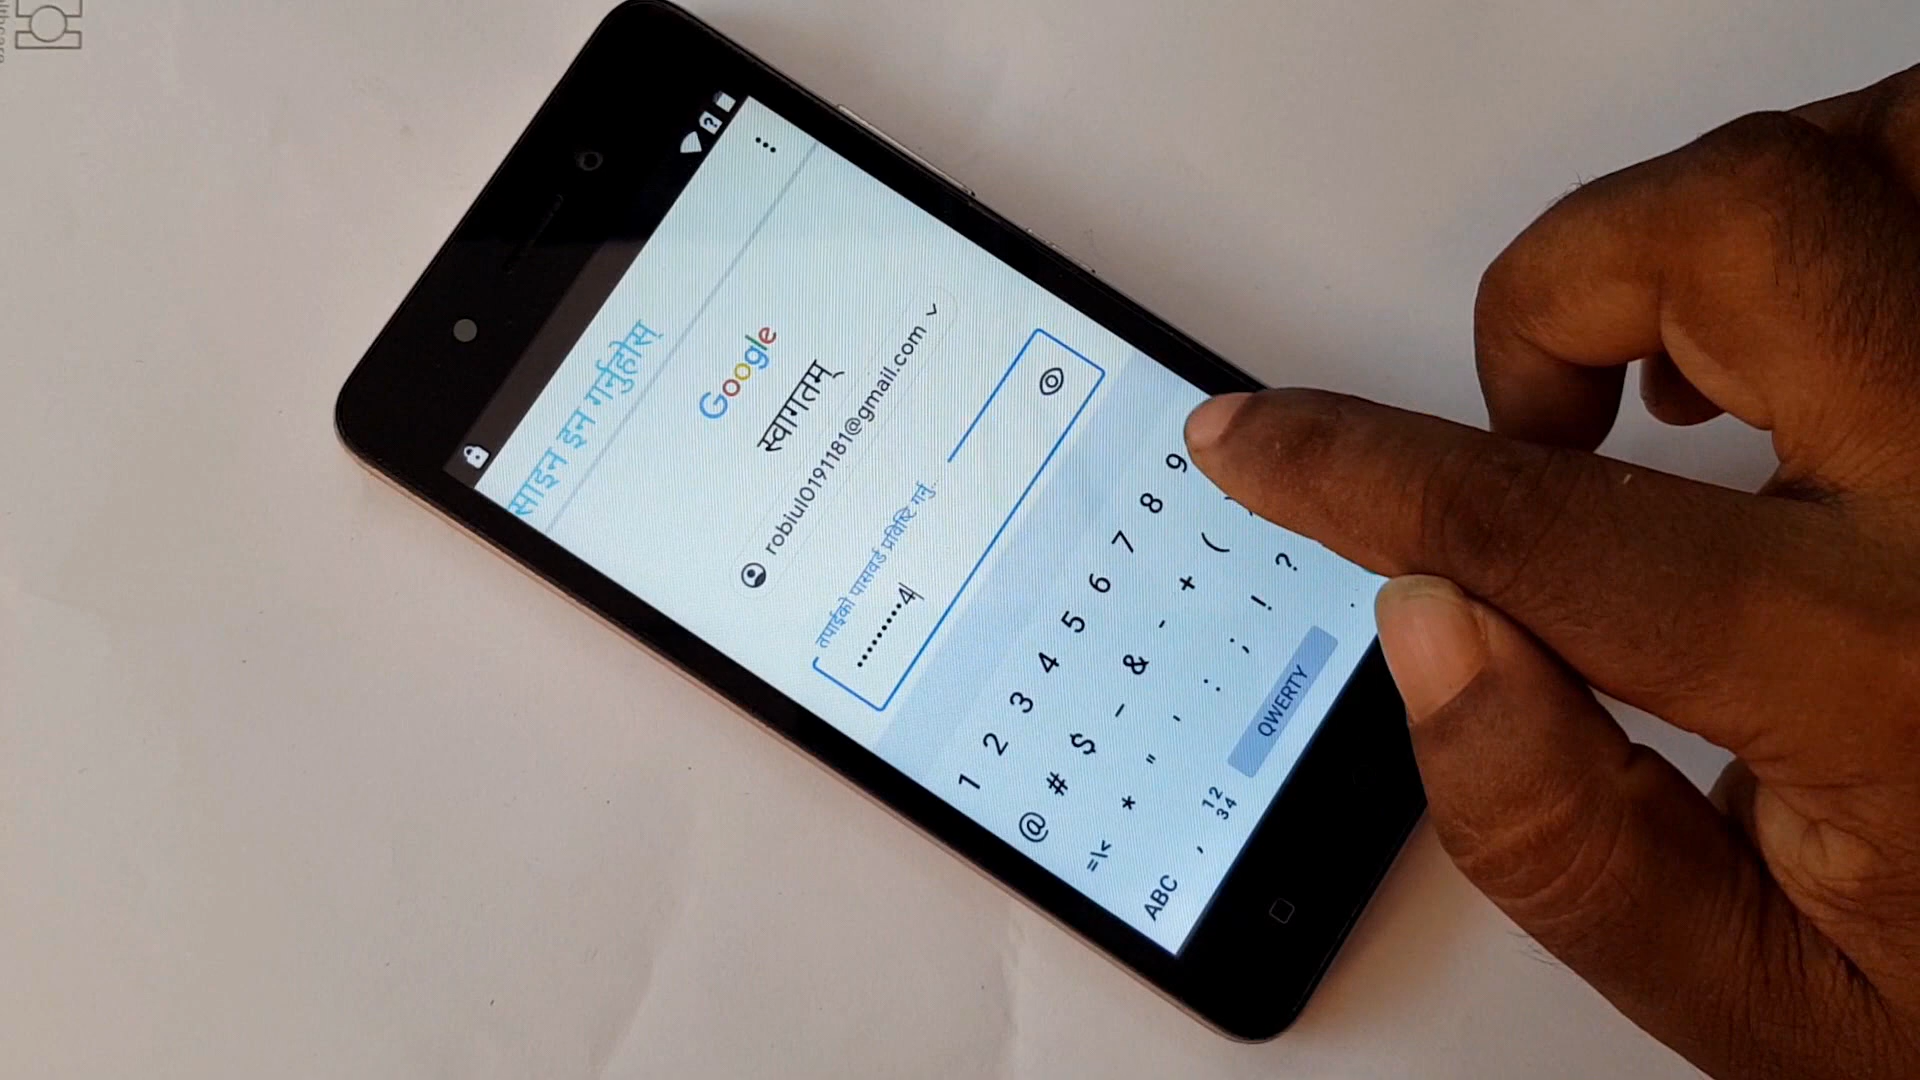 साइन इन गर्नुहोस्
Google
स्वागतम्
robiul0191181@gmail.com
तपाईंको पासवर्ड प्रविष्टि गर्नु...
•••••••••4
1 2 3 4 5 6 7 8 9
@ # $ _ & - + (
=\< * " ' : ; ! ?
ABC , 12 34 QWERTY .